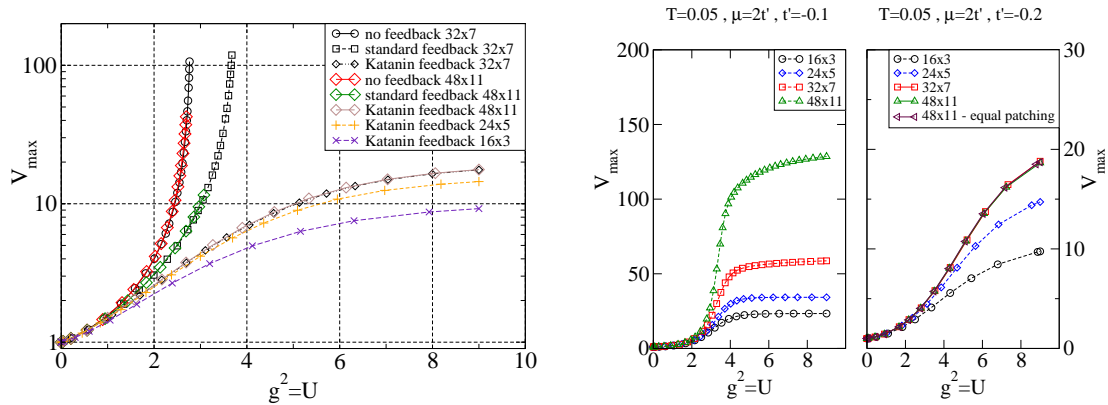 no feedback 32x7
standard feedback 32x7
Katanin feedback 32x7
no feedback 48x11
standard feedback 48x11
Katanin feedback 48x11
Katanin feedback 24x5
Katanin feedback 16x3
100
10
1
V_max
0 2 4 6 8 10
g²=U
T=0.05 , μ=2t' , t'=-0.1
16x3
24x5
32x7
48x11
200
150
100
50
0
V_max
0 2 4 6 8
g²=U
T=0.05 , μ=2t' , t'=-0.2
16x3
24x5
32x7
48x11
48x11 - equal patching
30
20
10
0
V_max
0 2 4 6 8
g²=U